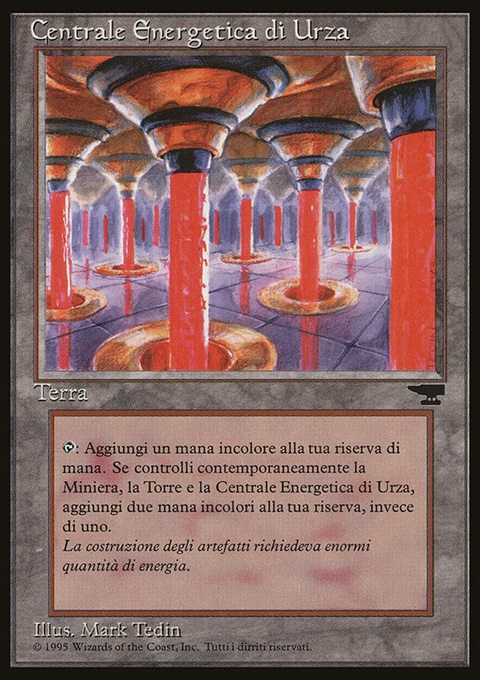 Centrale Energetica di Urza
Terra
: Aggiungi un mana incolore alla tua riserva di
mana. Se controlli contemporaneamente la
Miniera, la Torre e la Centrale Energetica di Urza,
aggiungi due mana incolori alla tua riserva, invece
di uno.
La costruzione degli artefatti richiedeva enormi
quantità di energia.
Illus. Mark Tedin
© 1995 Wizards of the Coast, Inc. Tutti i dirriti riservati.